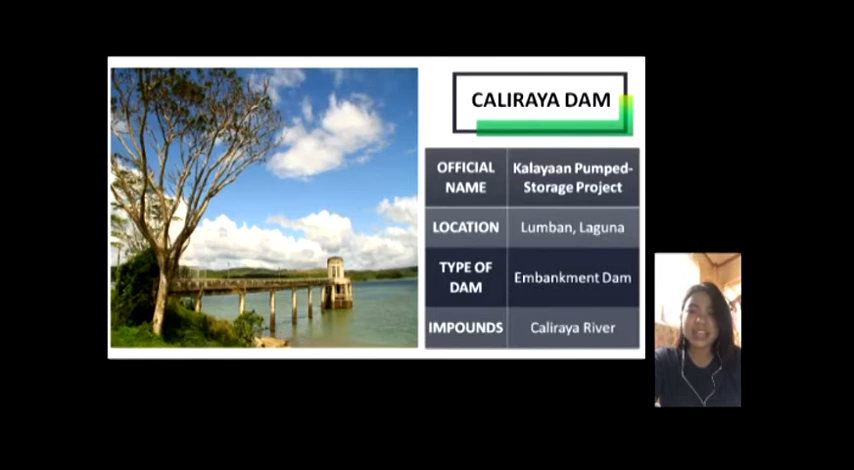 CALIRAYA DAM
OFFICIAL
NAME
Kalayaan Pumped-
Storage Project
LOCATION
Lumban, Laguna
TYPE OF
DAM
Embankment Dam
IMPOUNDS
Caliraya River